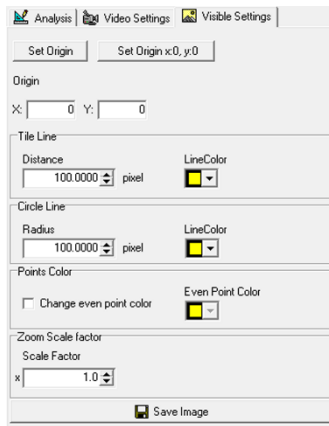 Analysis Video Settings Visible Settings
Set Origin Set Origin x:0, y:0
Origin
X: 0 Y: 0
Tile Line
Distance LineColor
100.0000 pixel
Circle Line
Radius LineColor
100.0000 pixel
Points Color
Even Point Color
Change even point color
Zoom Scale factor
Scale Factor
x 1.0
Save Image